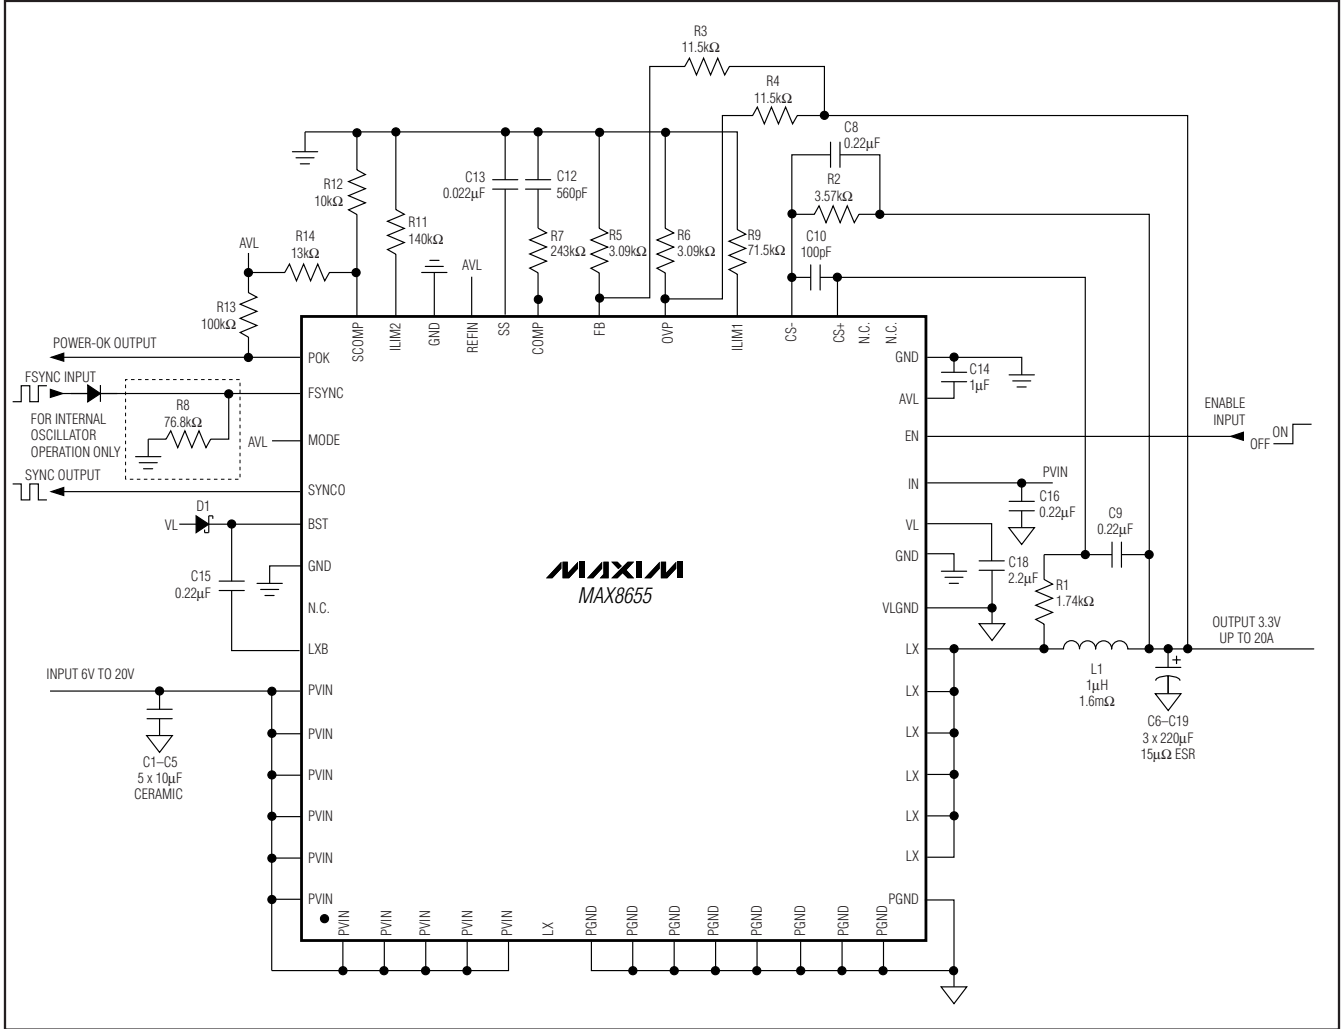 R3
11.5kΩ
R4
11.5kΩ
C8
0.22µF
R2
3.57kΩ
C10
100pF
R12
10kΩ
R11
140kΩ
C13
0.022µF
C12
560pF
R7
243kΩ
R5
3.09kΩ
R6
3.09kΩ
R9
71.5kΩ
AVL
R14
13kΩ
AVL
R13
100kΩ
SCOMP
ILIM2
GND
REFIN
SS
COMP
FB
OVP
ILIM1
CS-
CS+
N.C.
N.C.
POWER-OK OUTPUT
POK
FSYNC INPUT
FSYNC
R8
76.8kΩ
FOR INTERNAL
OSCILLATOR
OPERATION ONLY
AVL
MODE
SYNC OUTPUT
SYNCO
D1
VL
BST
C15
0.22µF
GND
N.C.
LXB
INPUT 6V TO 20V
PVIN
PVIN
PVIN
PVIN
PVIN
PVIN
C1–C5
5 x 10µF
CERAMIC
MAXIM
MAX8655
GND
C14
1µF
AVL
ENABLE
INPUT
ON
OFF
EN
IN
PVIN
C16
0.22µF
VL
C9
0.22µF
GND
C18
2.2µF
R1
1.74kΩ
VLGND
OUTPUT 3.3V
UP TO 20A
LX
L1
1µH
1.6mΩ
+
C6–C19
3 x 220µF
15µΩ ESR
LX
LX
LX
LX
LX
PGND
PVIN
PVIN
PVIN
PVIN
PVIN
LX
PGND
PGND
PGND
PGND
PGND
PGND
PGND
PGND